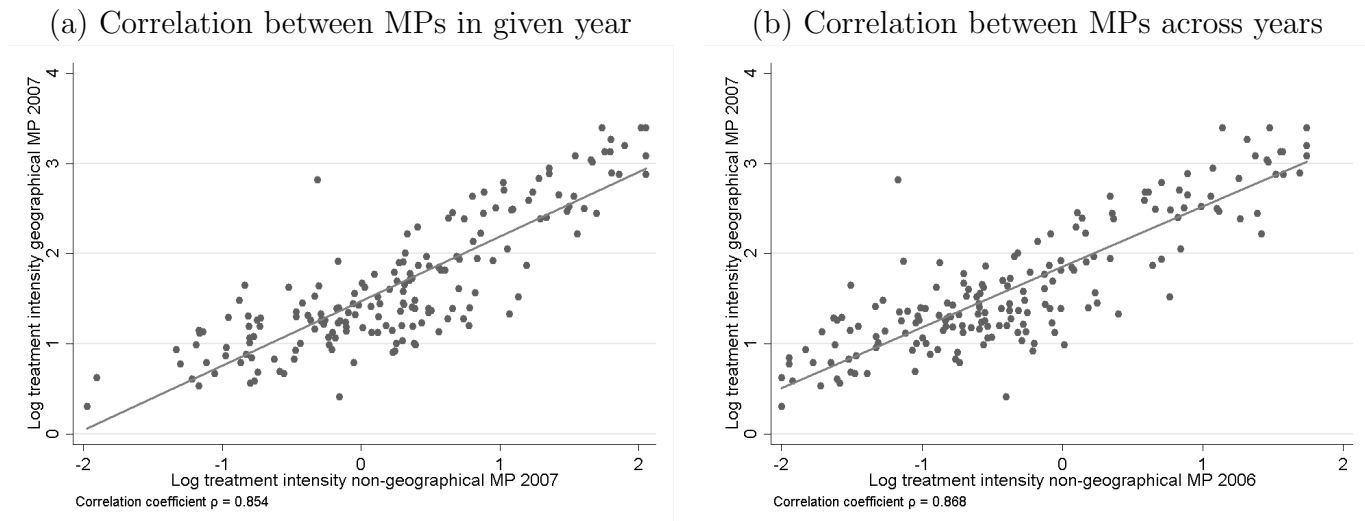 (a) Correlation between MPs in given year
Log treatment intensity geographical MP 2007
4
3
2
1
0
-2 -1 0 1 2
Log treatment intensity non-geographical MP 2007
Correlation coefficient ρ = 0.854
(b) Correlation between MPs across years
Log treatment intensity geographical MP 2007
4
3
2
1
0
-2 -1 0 1 2
Log treatment intensity non-geographical MP 2006
Correlation coefficient ρ = 0.868